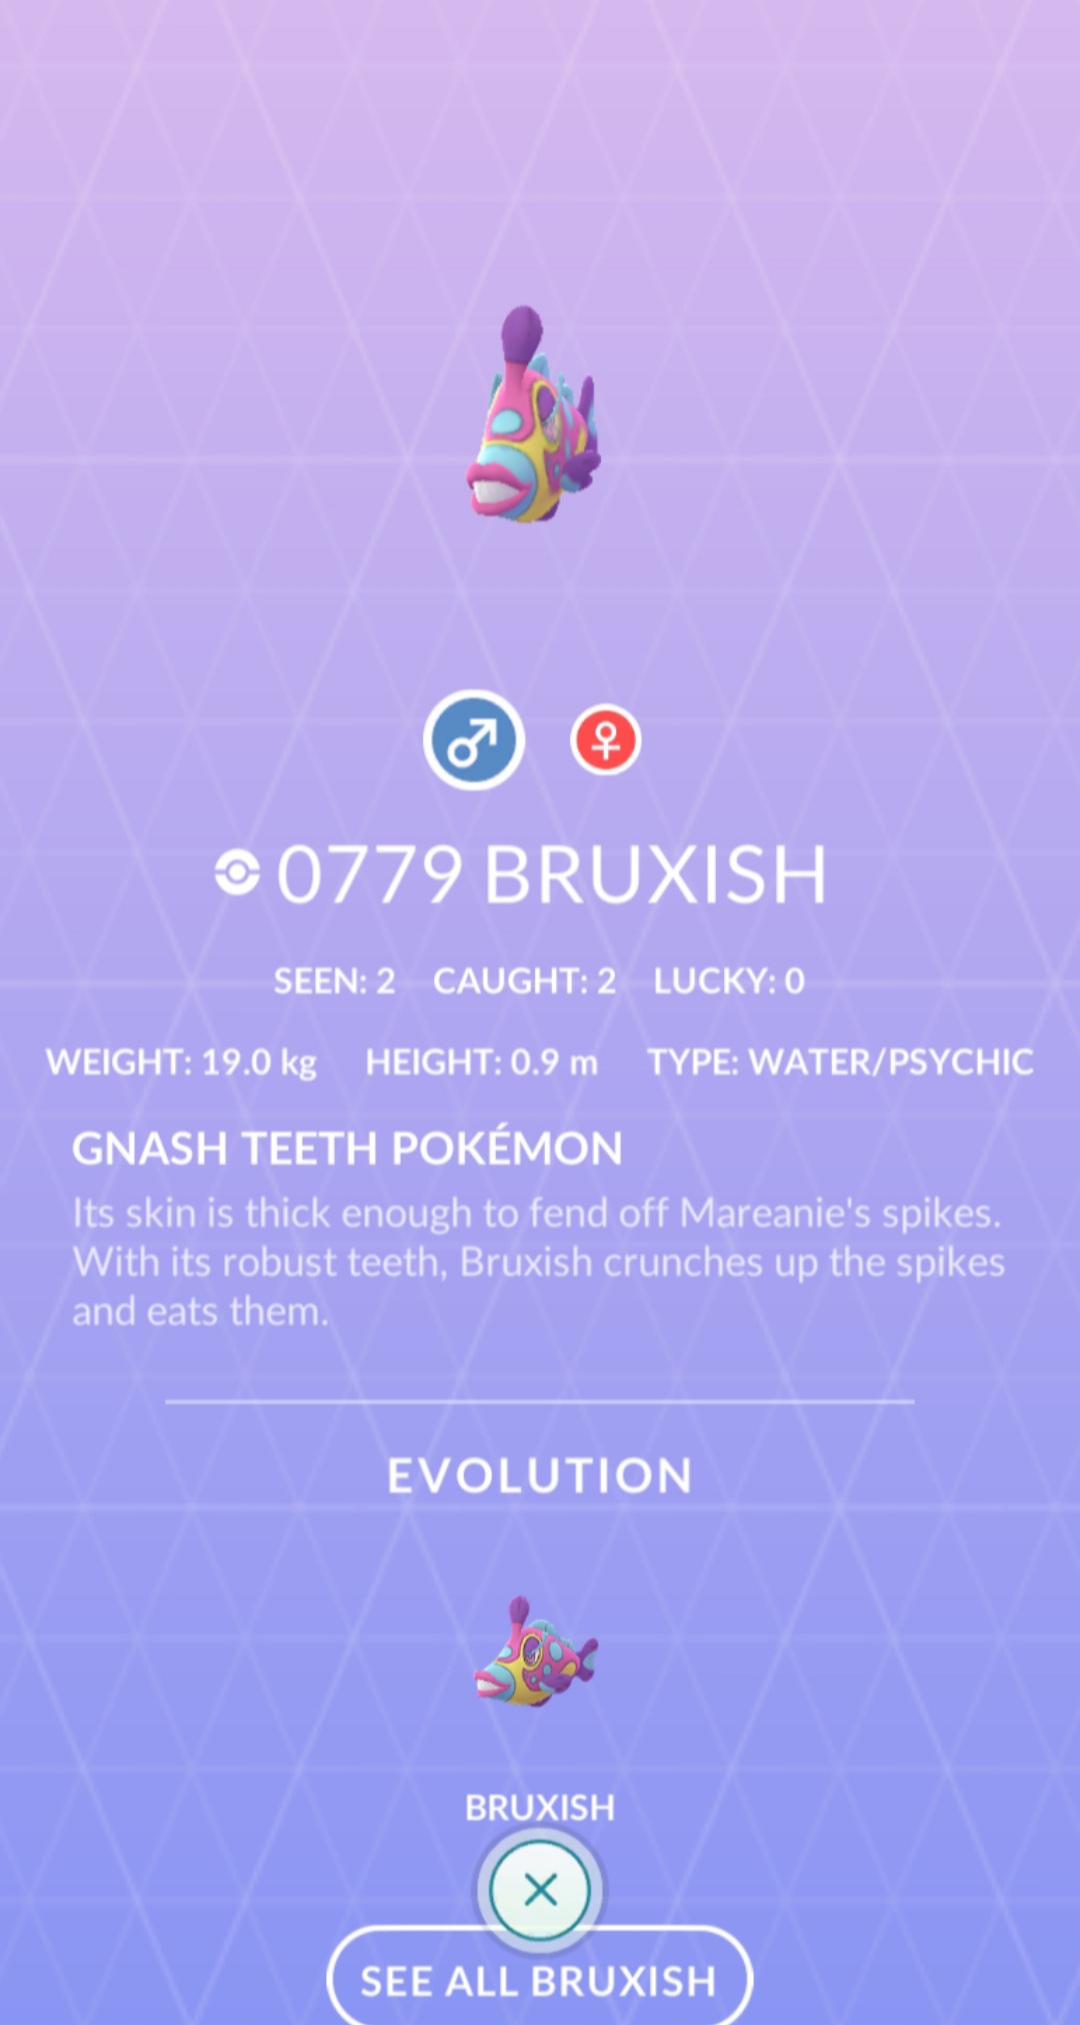 0779 BRUXISH
SEEN: 2 CAUGHT: 2 LUCKY: 0
WEIGHT: 19.0 kg HEIGHT: 0.9 m TYPE: WATER/PSYCHIC
GNASH TEETH POKÉMON
Its skin is thick enough to fend off Mareanie's spikes.
With its robust teeth, Bruxish crunches up the spikes
and eats them.
EVOLUTION
BRUXISH
SEE ALL BRUXISH